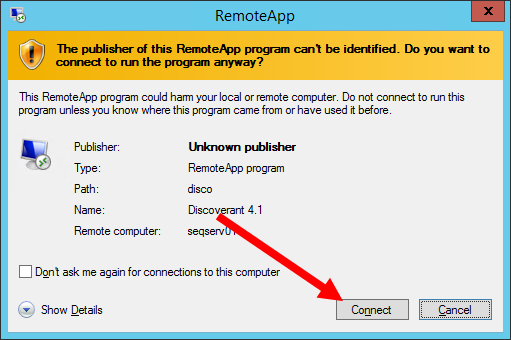 RemoteApp
X
The publisher of this RemoteApp program can't be identified. Do you want to
connect to run the program anyway?
This RemoteApp program could harm your local or remote computer. Do not connect to run this
program unless you know where this program came from or have used it before.
Publisher: Unknown publisher
Type: RemoteApp program
Path: disco
Name: Discoverant 4.1
Remote computer: seqserv01
Don't ask me again for connections to this computer
Show Details
Connect
Cancel